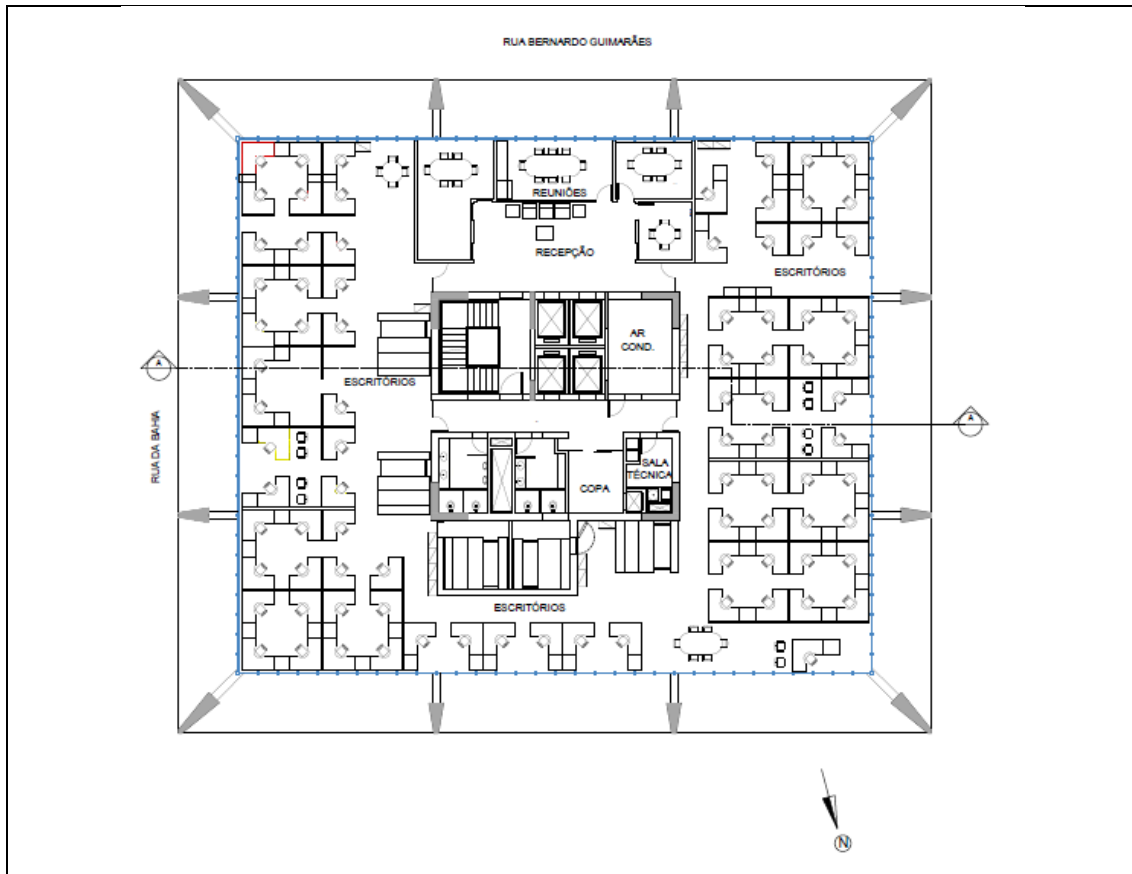 RUA BERNARDO GUIMARÃES
REUNIÕES
RECEPÇÃO
ESCRITÓRIOS
AR
COND.
A
ESCRITÓRIOS
RUA DA BAHIA
A
SALA
TÉCNICA
COPA
ESCRITÓRIOS
N